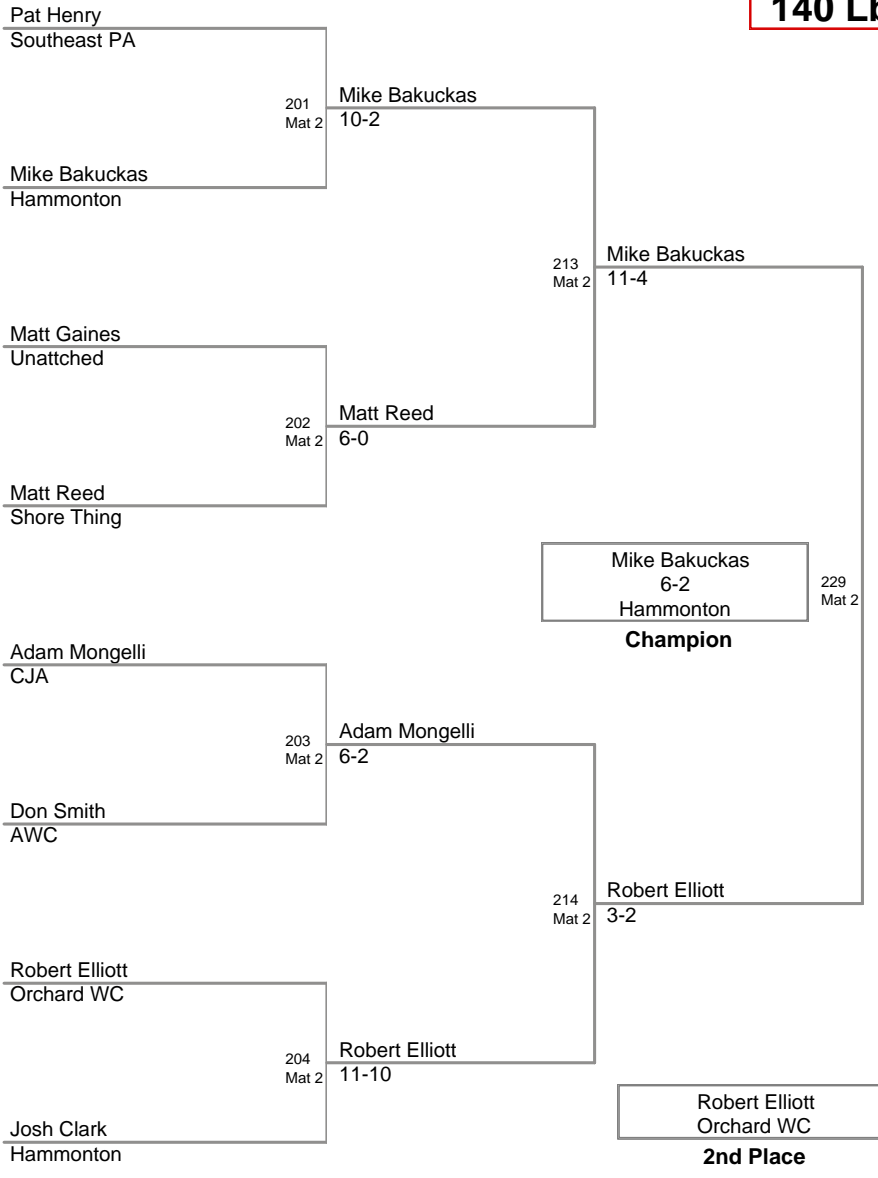 140 Lb
Pat Henry
Southeast PA
201
Mat 2
Mike Bakuckas
10-2
Mike Bakuckas
Hammonton
213
Mat 2
Mike Bakuckas
11-4
Matt Gaines
Unattched
202
Mat 2
Matt Reed
6-0
Matt Reed
Shore Thing
Mike Bakuckas
6-2
Hammonton
Champion
229
Mat 2
Adam Mongelli
CJA
203
Mat 2
Adam Mongelli
6-2
Don Smith
AWC
214
Mat 2
Robert Elliott
3-2
Robert Elliott
Orchard WC
204
Mat 2
Robert Elliott
11-10
Josh Clark
Hammonton
Robert Elliott
Orchard WC
2nd Place